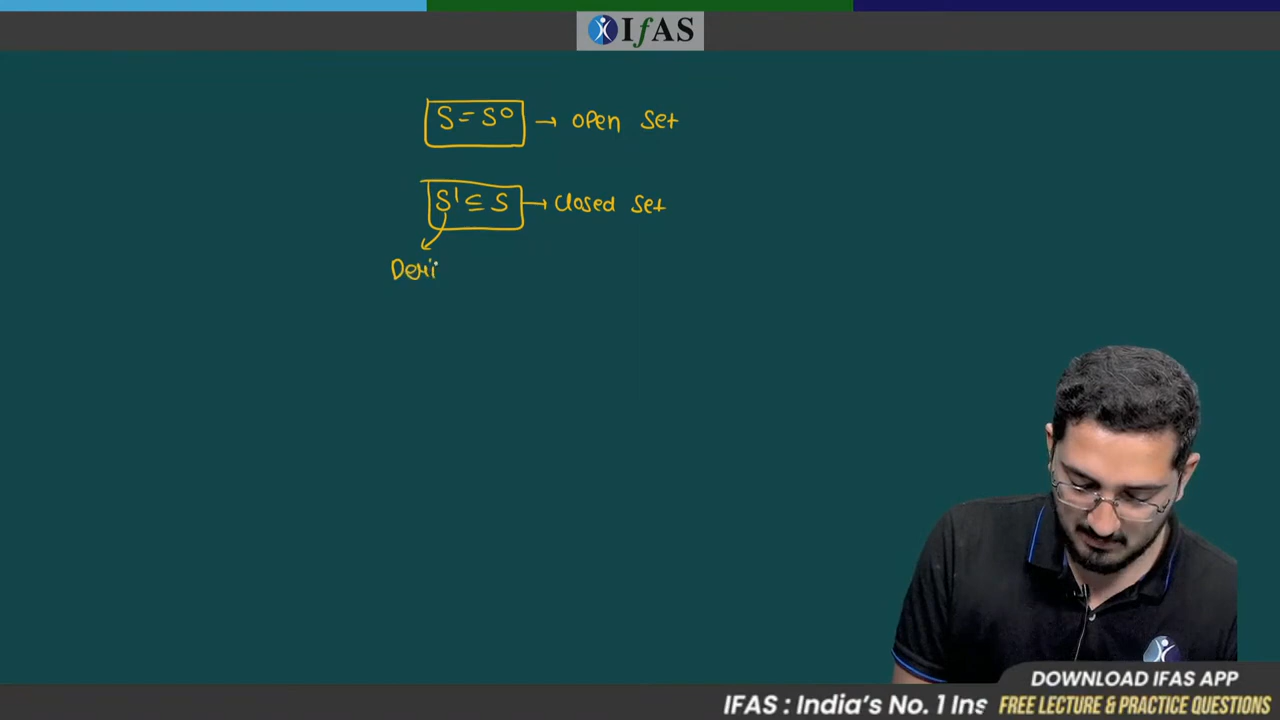 IfAS
S = S° → open set
S' ⊆ S → Closed set
Deri
DOWNLOAD IFAS APP
IFAS : India's No. 1 Ins
FREE LECTURE & PRACTICE QUESTIONS